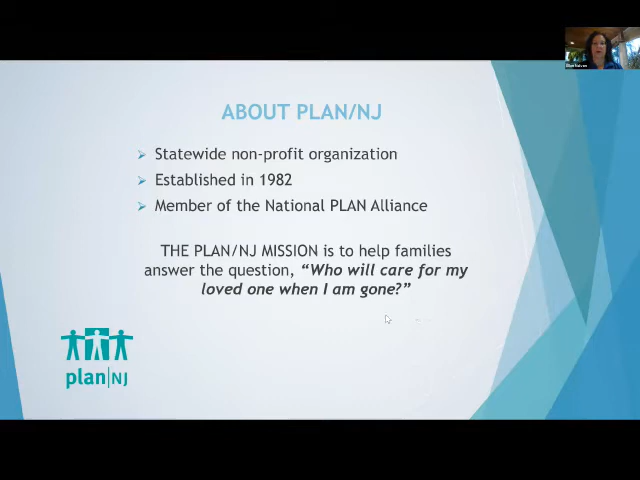 ABOUT PLAN/NJ
Statewide non-profit organization
Established in 1982
Member of the National PLAN Alliance
THE PLAN/NJ MISSION is to help families
answer the question, “Who will care for my
loved one when I am gone?”
plan|NJ